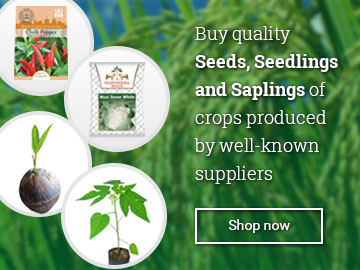 Chilli Pepper
Buy quality
Seeds, Seedlings
and Saplings of
crops produced
by well-known
suppliers
Shop now